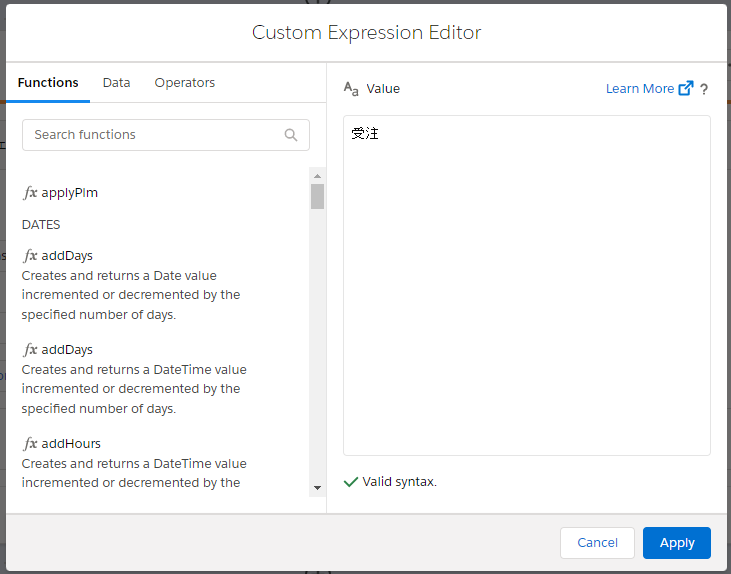 Custom Expression Editor
Functions
Data
Operators
Search functions
fx applyPlm
DATES
fx addDays
Creates and returns a Date value
incremented or decremented by the
specified number of days.
fx addDays
Creates and returns a DateTime value
incremented or decremented by the
specified number of days.
fx addHours
Creates and returns a DateTime value
incremented or decremented by the
Aa Value
Learn More ?
受注
Valid syntax.
Cancel
Apply